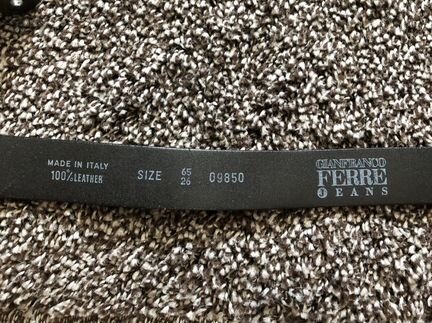 MADE IN ITALY
100% LEATHER
SIZE 65 26 09850
GIANFRANCO
FERRE
JEANS